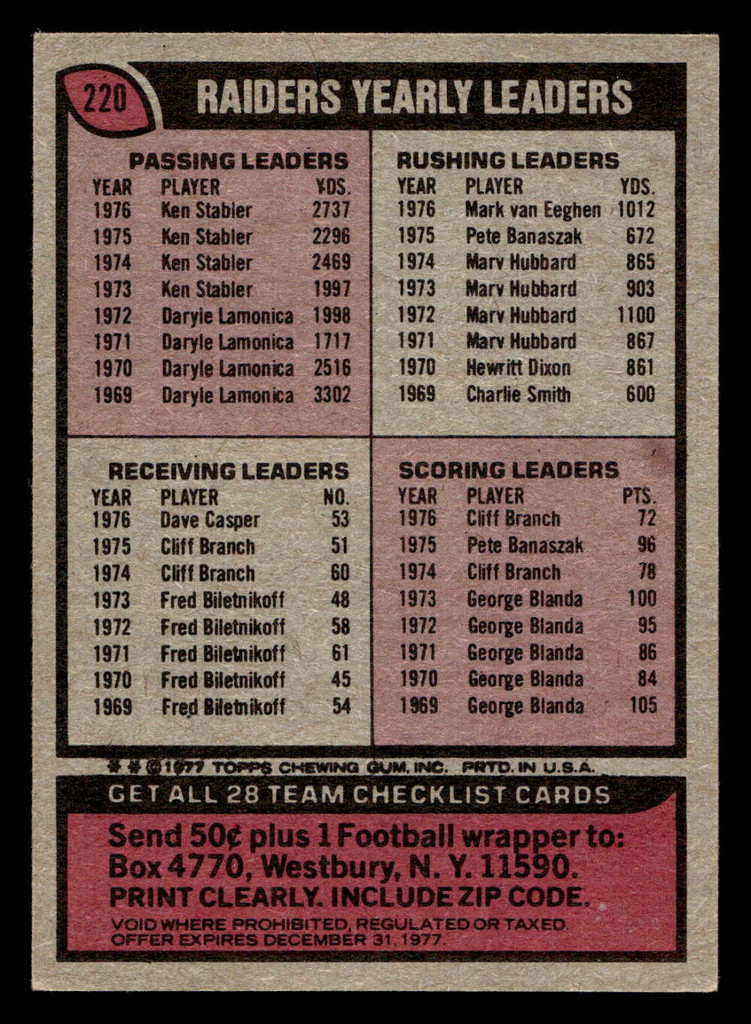 220
RAIDERS YEARLY LEADERS
PASSING LEADERS
YEAR PLAYER YDS.
1976 Ken Stabler 2737
1975 Ken Stabler 2296
1974 Ken Stabler 2469
1973 Ken Stabler 1997
1972 Daryle Lamonica 1998
1971 Daryle Lamonica 1717
1970 Daryle Lamonica 2516
1969 Daryle Lamonica 3302
RUSHING LEADERS
YEAR PLAYER YDS.
1976 Mark van Eeghen 1012
1975 Pete Banaszak 672
1974 Marv Hubbard 865
1973 Marv Hubbard 903
1972 Marv Hubbard 1100
1971 Marv Hubbard 867
1970 Hewritt Dixon 861
1969 Charlie Smith 600
RECEIVING LEADERS
YEAR PLAYER NO.
1976 Dave Casper 53
1975 Cliff Branch 51
1974 Cliff Branch 60
1973 Fred Biletnikoff 48
1972 Fred Biletnikoff 58
1971 Fred Biletnikoff 61
1970 Fred Biletnikoff 45
1969 Fred Biletnikoff 54
SCORING LEADERS
YEAR PLAYER PTS.
1976 Cliff Branch 72
1975 Pete Banaszak 96
1974 Cliff Branch 78
1973 George Blanda 100
1972 George Blanda 95
1971 George Blanda 86
1970 George Blanda 84
1969 George Blanda 105
* * © 1977 TOPPS CHEWING GUM, INC. PRTD. IN U.S.A.
GET ALL 28 TEAM CHECKLIST CARDS
Send 50¢ plus 1 Football wrapper to:
Box 4770, Westbury, N. Y. 11590.
PRINT CLEARLY. INCLUDE ZIP CODE.
VOID WHERE PROHIBITED, REGULATED OR TAXED.
OFFER EXPIRES DECEMBER 31, 1977.